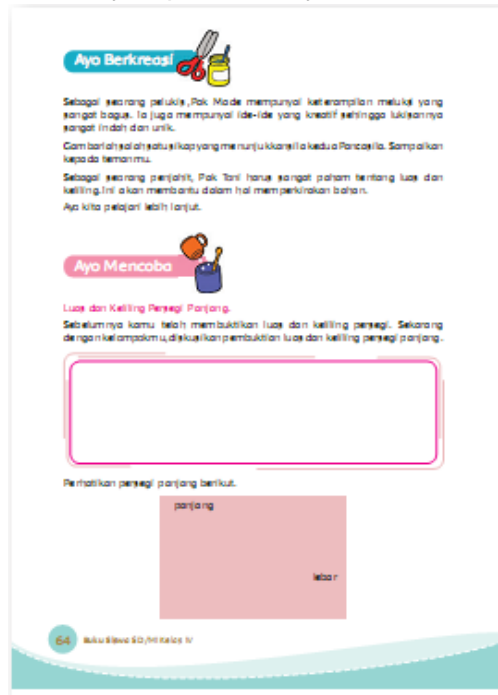 Ayo Berkreasi
Sebagai seorang pelukis, Pak Made mempunyai keterampilan melukis yang
sangat bagus. Ia juga mempunyai ide-ide yang kreatif sehingga lukisannya
sangat indah dan unik.
Gambarlah salah satu sikap yang menunjukkan sila kedua Pancasila. Sampaikan
kepada temanmu.
Sebagai seorang penjahit, Pak Tani harus sangat paham tentang luas dan
keliling. Ini akan membantu dalam hal memperkirakan bahan.
Ayo kita pelajari lebih lanjut.
Ayo Mencoba
Luas dan Keliling Persegi Panjang.
Sebelumnya kamu telah membuktikan luas dan keliling persegi. Sekarang
dengan kelompokmu, diskusikan pembuktian luas dan keliling persegi panjang.
Perhatikan persegi panjang berikut.
panjang
lebar
64 Buku Siswa SD/MI Kelas IV